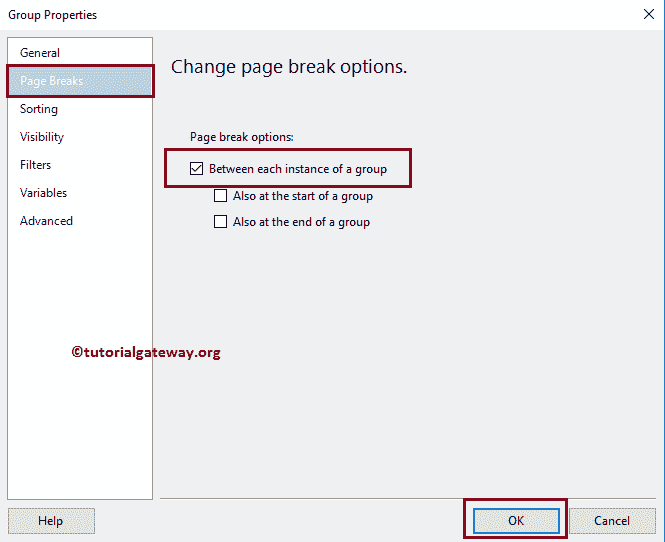 Group Properties
General
Page Breaks
Sorting
Visibility
Filters
Variables
Advanced
Change page break options.
Page break options:
Between each instance of a group
Also at the start of a group
Also at the end of a group
©tutorialgateway.org
Help
OK
Cancel